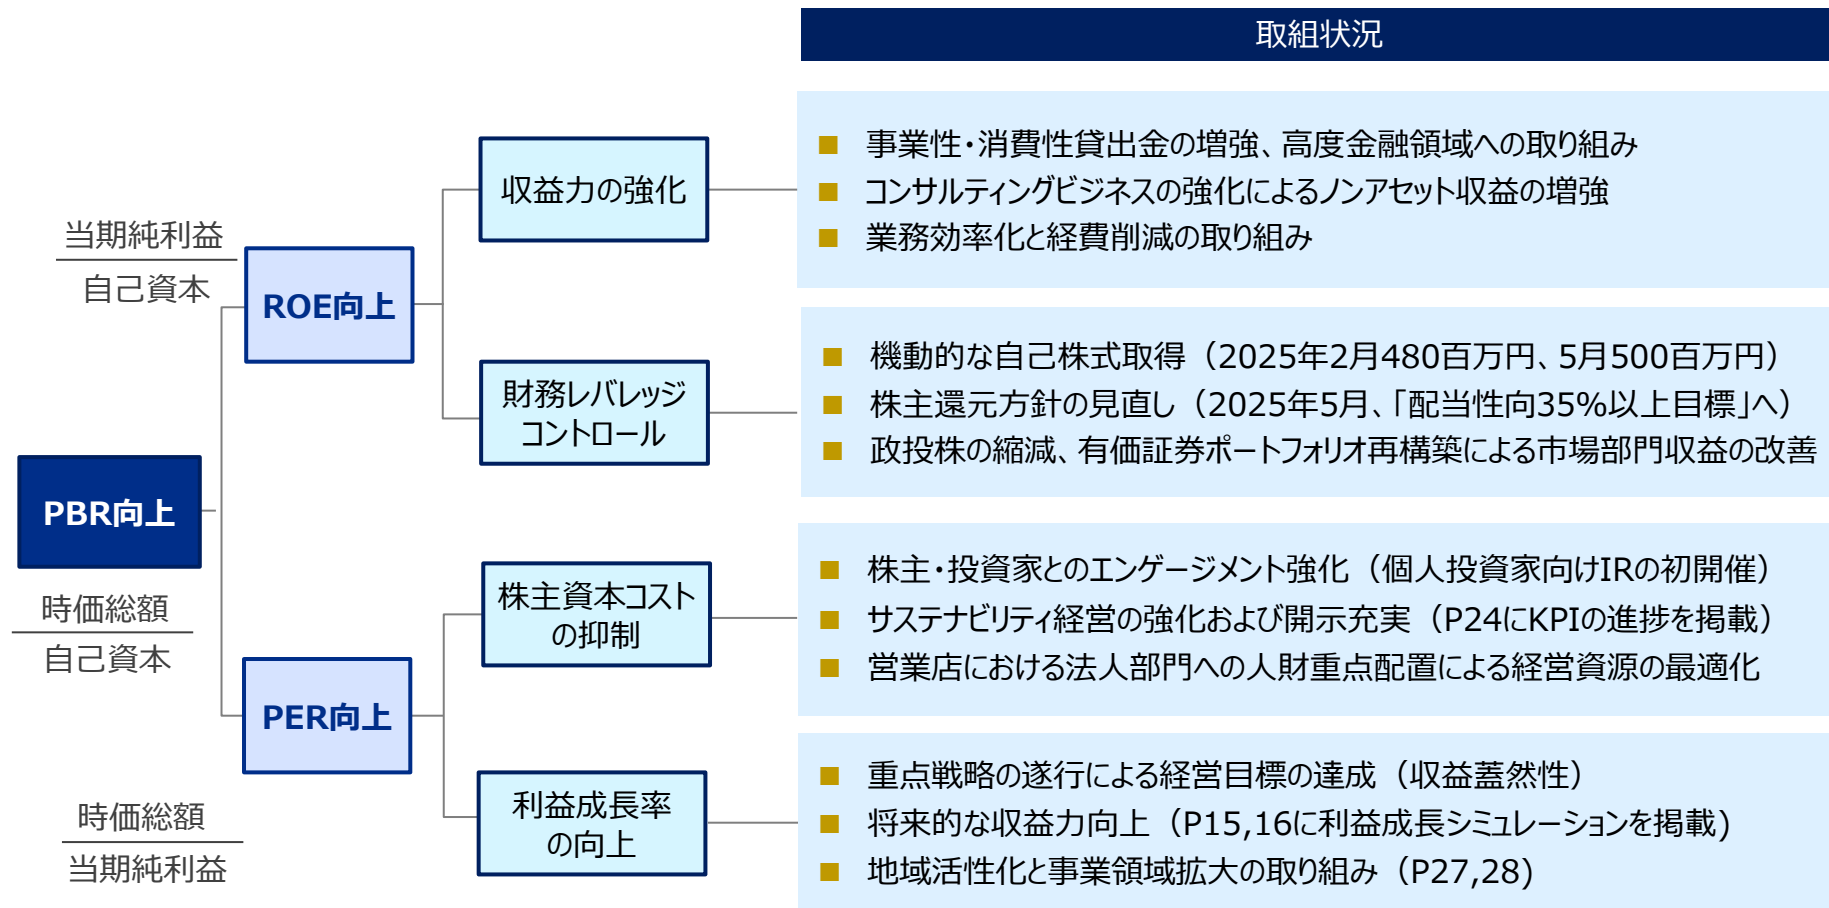 取組状況
PBR向上
時価総額
自己資本
当期純利益
自己資本
ROE向上
収益力の強化
■ 事業性・消費性貸出金の増強、高度金融領域への取り組み
■ コンサルティングビジネスの強化によるノンアセット収益の増強
■ 業務効率化と経費削減の取り組み
財務レバレッジ
コントロール
■ 機動的な自己株式取得（2025年2月480百万円、5月500百万円）
■ 株主還元方針の見直し（2025年5月、「配当性向35%以上目標」へ）
■ 政投株の縮減、有価証券ポートフォリオ再構築による市場部門収益の改善
PER向上
時価総額
当期純利益
株主資本コスト
の抑制
■ 株主・投資家とのエンゲージメント強化（個人投資家向けIRの初開催）
■ サステナビリティ経営の強化および開示充実（P24にKPIの進捗を掲載）
■ 営業店における法人部門への人財重点配置による経営資源の最適化
利益成長率
の向上
■ 重点戦略の遂行による経営目標の達成（収益蓋然性）
■ 将来的な収益力向上（P15,16に利益成長シミュレーションを掲載)
■ 地域活性化と事業領域拡大の取り組み（P27,28)